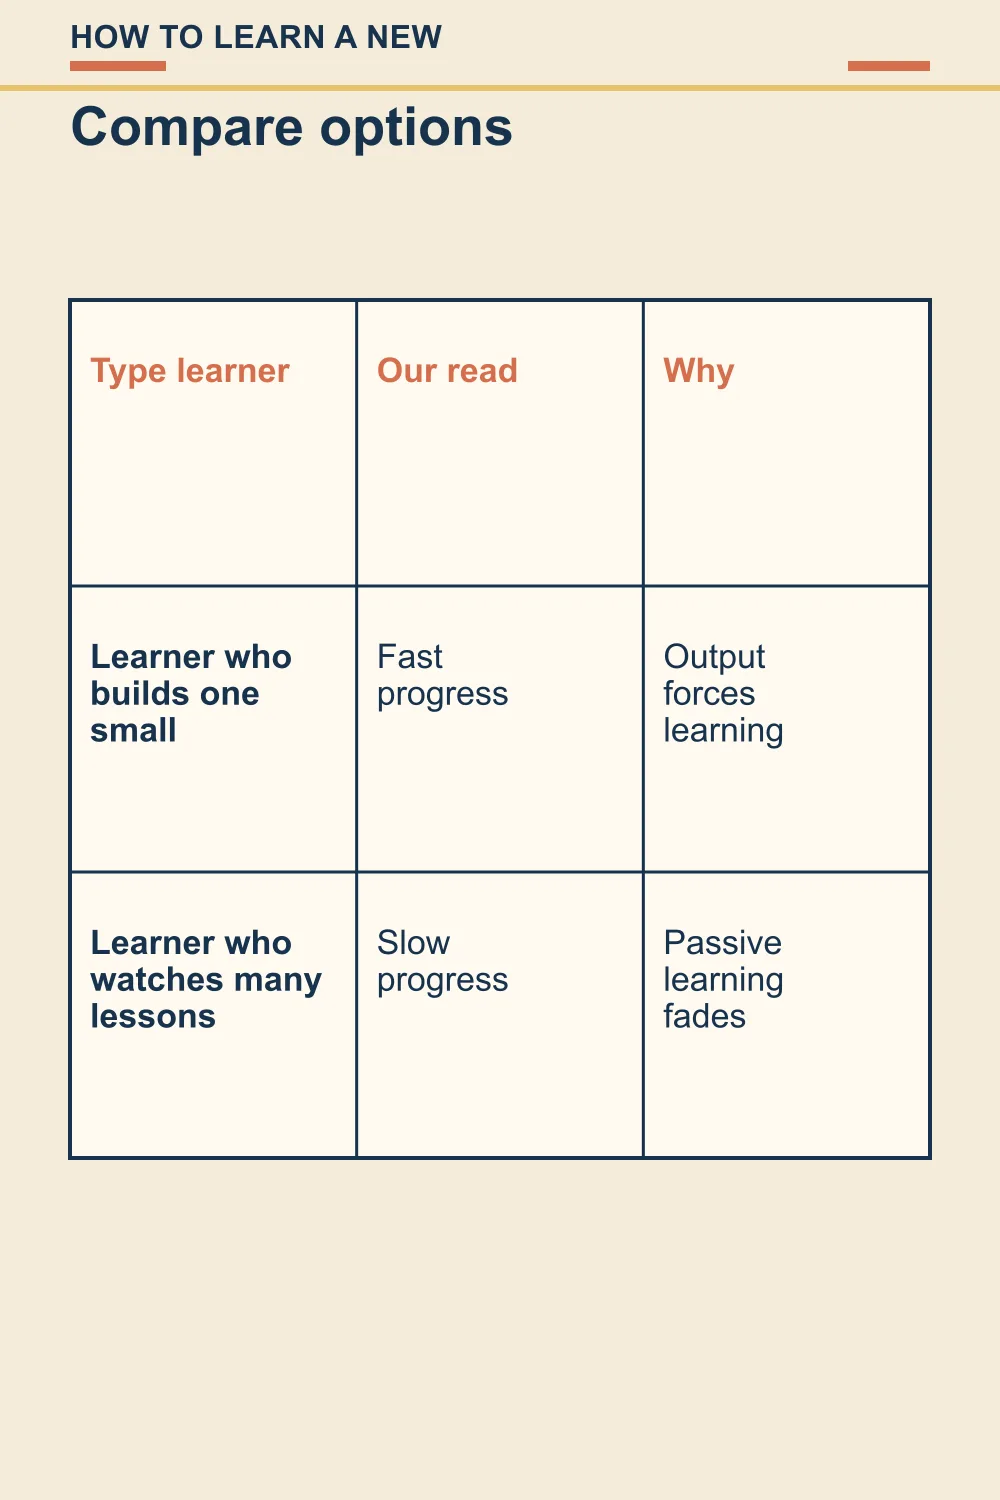 HOW TO LEARN A NEW
Compare options
Type learner
Our read
Why
Learner who
builds one
small
Fast
progress
Output
forces
learning
Learner who
watches many
lessons
Slow
progress
Passive
learning
fades